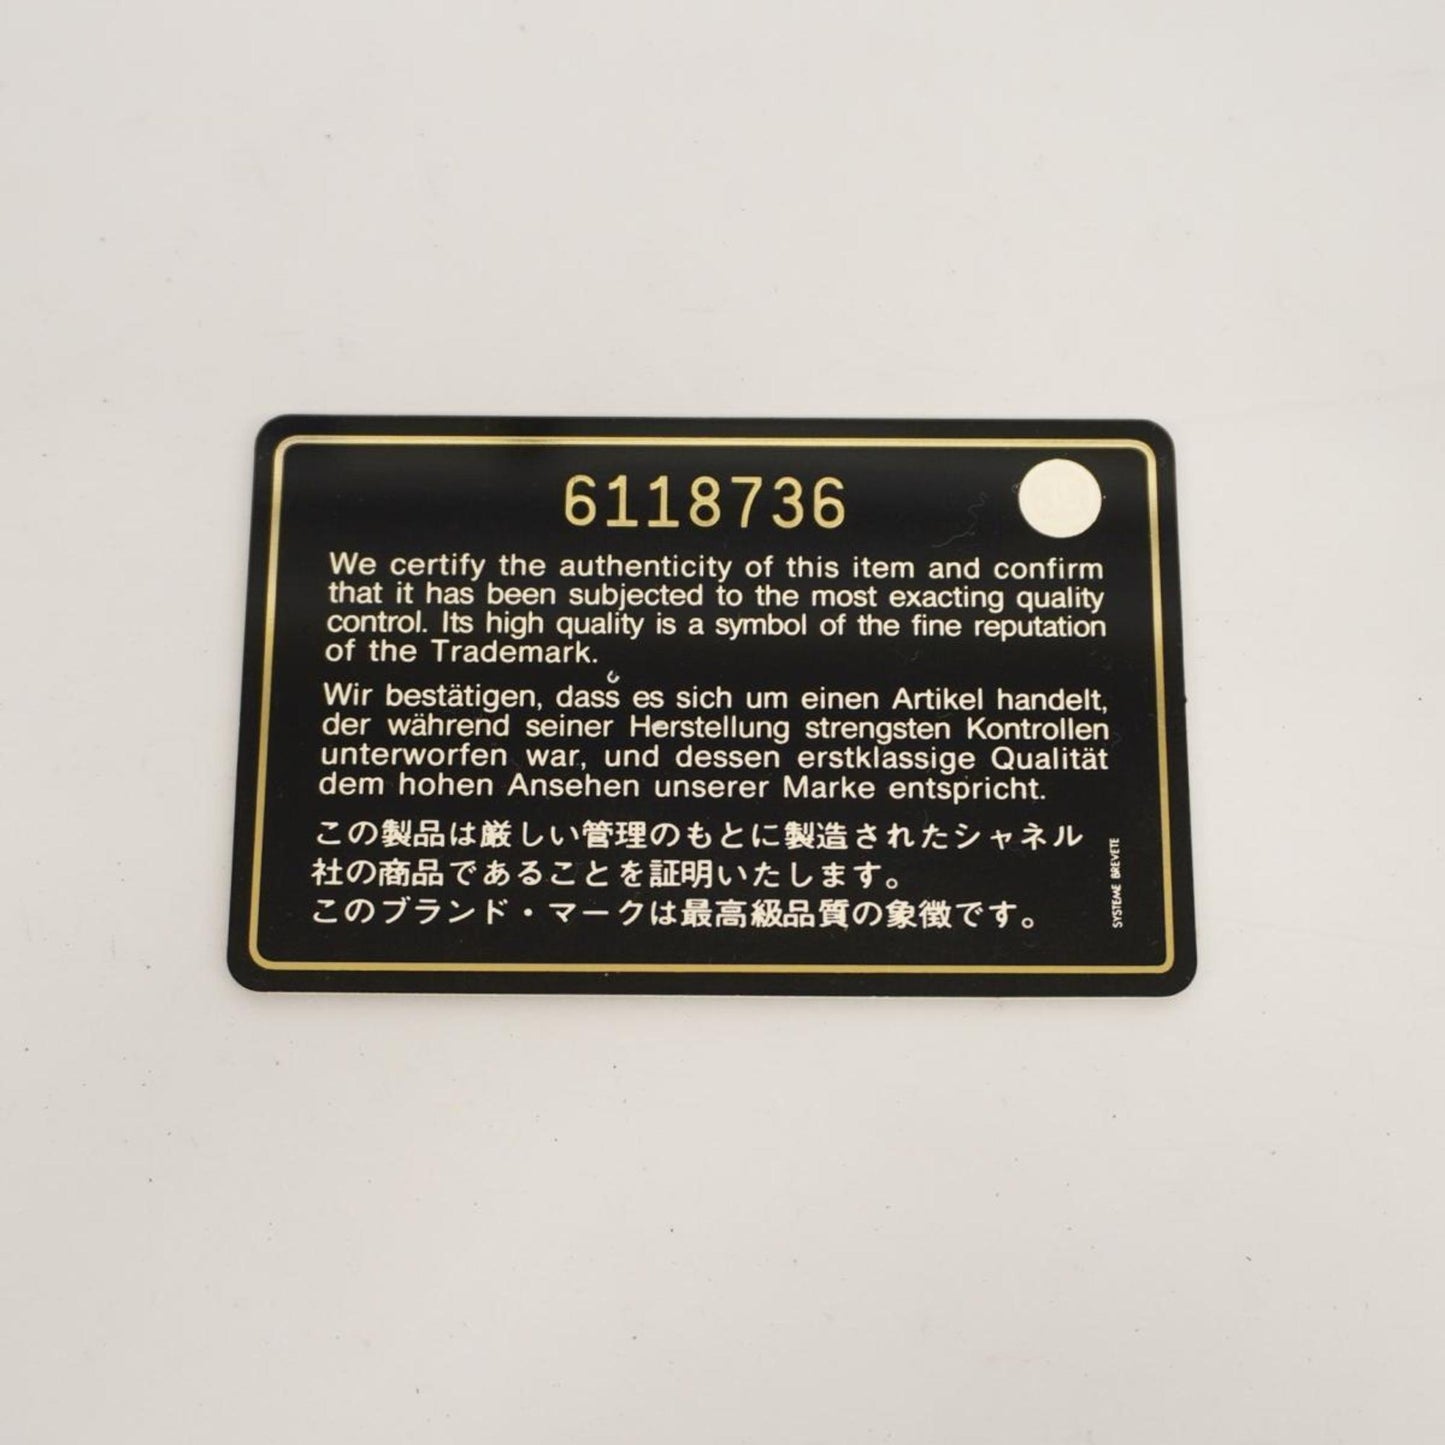 6118736
We certify the authenticity of this item and confirm
that it has been subjected to the most exacting quality
control. Its high quality is a symbol of the fine reputation
of the Trademark.
Wir bestätigen, dass es sich um einen Artikel handelt,
der während seiner Herstellung strengsten Kontrollen
unterworfen war, und dessen erstklassige Qualität
dem hohen Ansehen unserer Marke entspricht.
この製品は厳しい管理のもとに製造されたシャネル
社の商品であることを証明いたします。
このブランド・マークは最高級品質の象徴です。
SYSTEME BREVETE